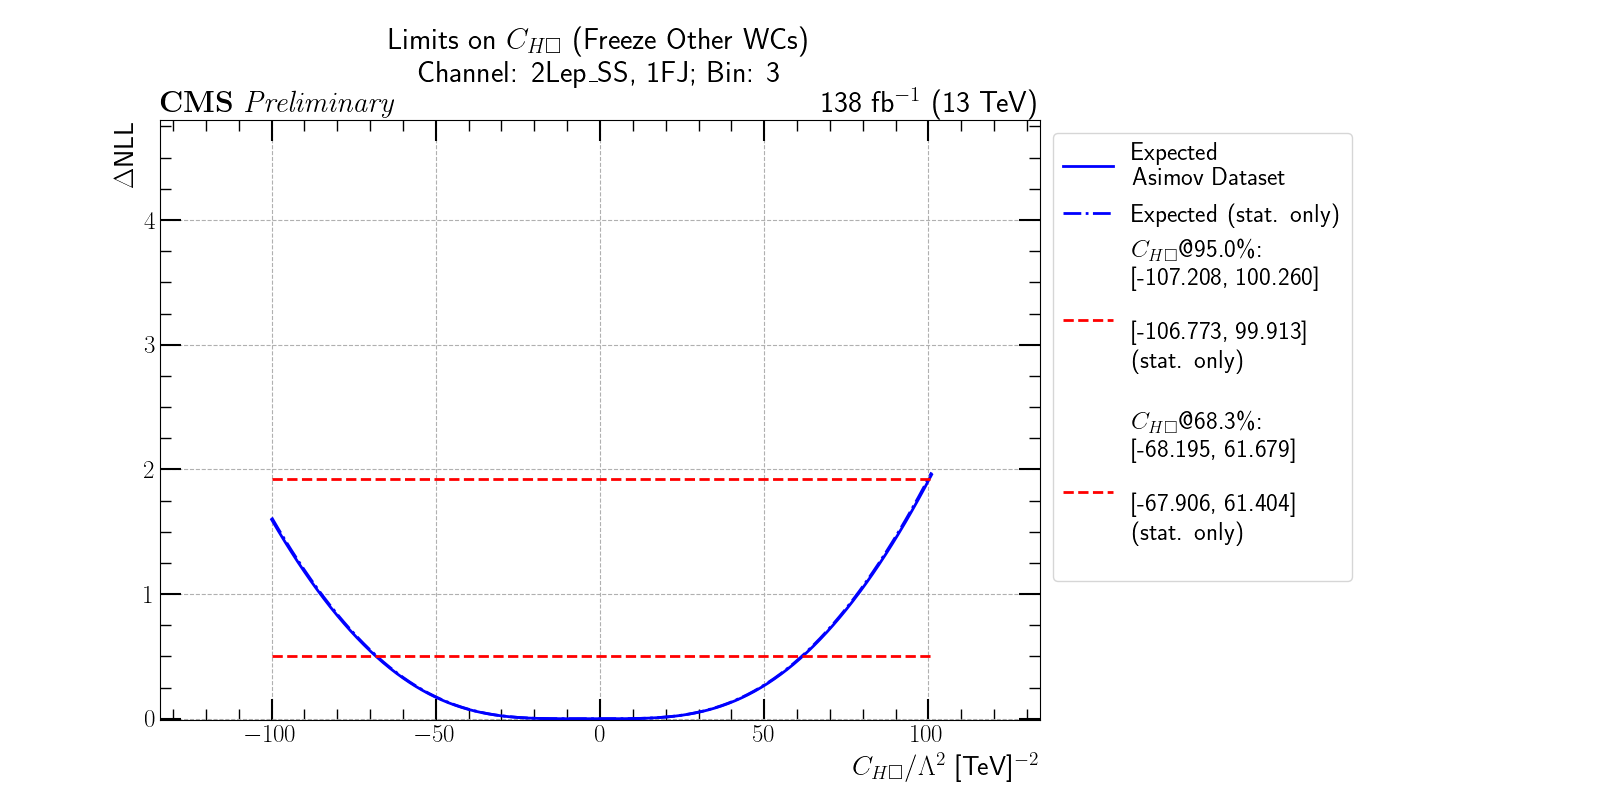 Limits on C_{H□} (Freeze Other WCs)
Channel: 2Lep_SS, 1FJ; Bin: 3
CMS Preliminary
138 fb^{−1} (13 TeV)
ΔNLL
4
3
2
1
0
−100
−50
0
50
100
C_{H□}/Λ^2 [TeV]^{−2}
Expected
Asimov Dataset
Expected (stat. only)
C_{H□}@95.0%:
[-107.208, 100.260]
[-106.773, 99.913]
(stat. only)
C_{H□}@68.3%:
[-68.195, 61.679]
[-67.906, 61.404]
(stat. only)